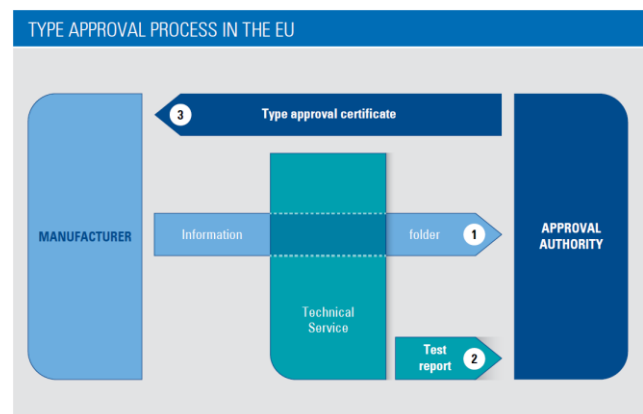 TYPE APPROVAL PROCESS IN THE EU
3 Type approval certificate
MANUFACTURER
Information folder 1
APPROVAL
AUTHORITY
Technical
Service
Test
report 2